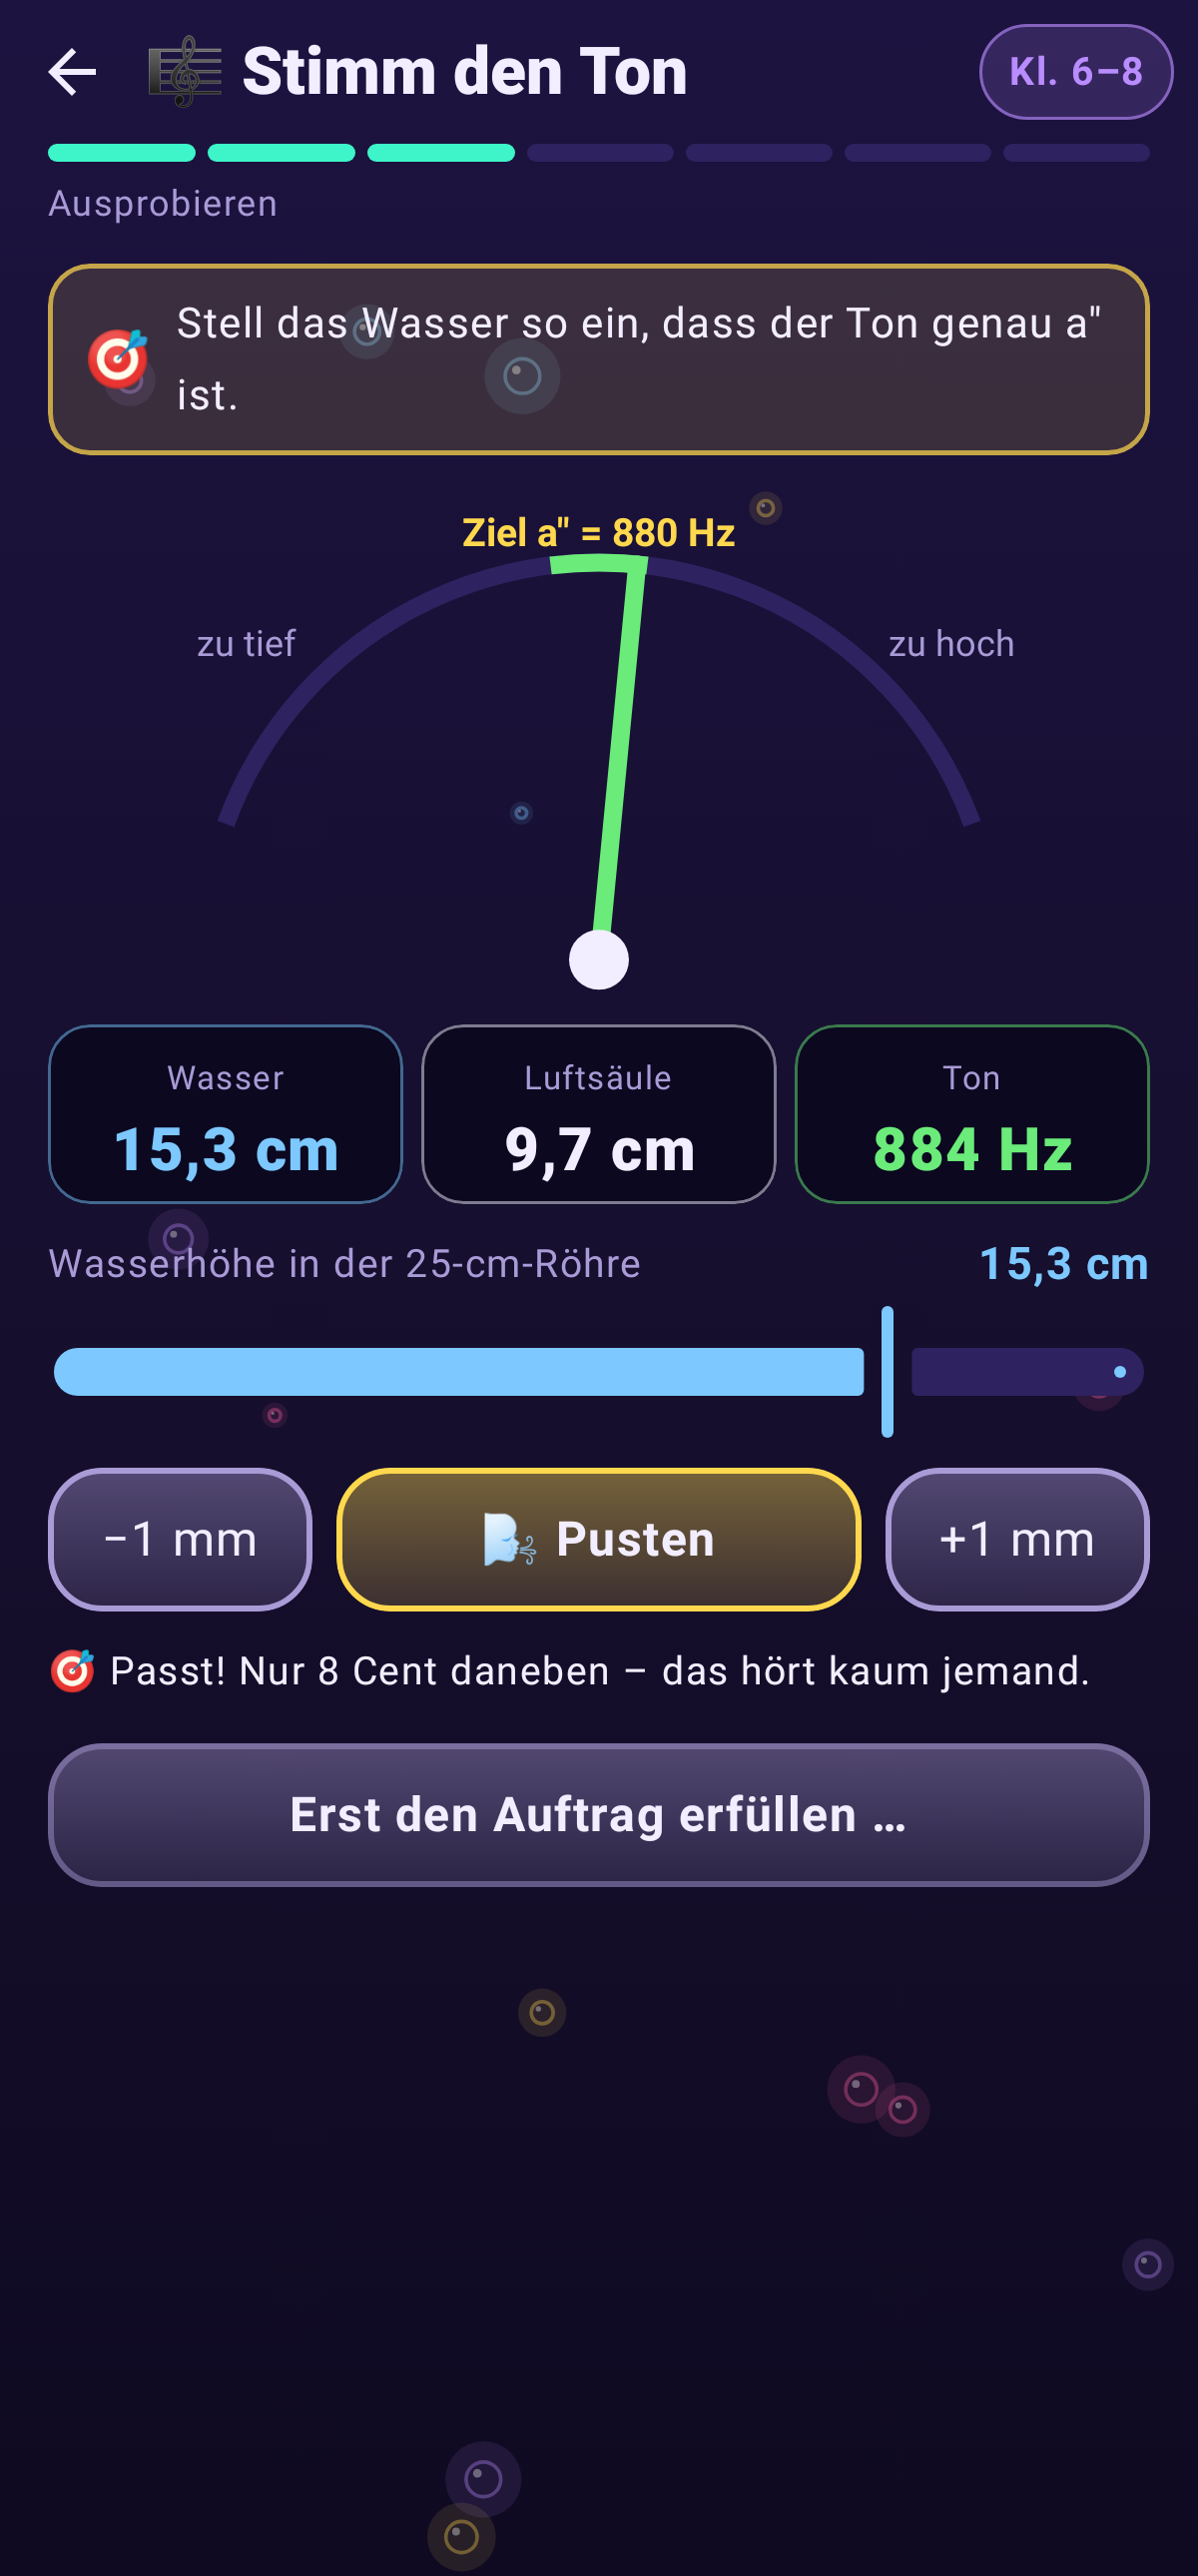 Stimm den Ton
Kl. 6–8
Ausprobieren
Stell das Wasser so ein, dass der Ton genau a"
ist.
Ziel a" = 880 Hz
zu tief
zu hoch
Wasser
15,3 cm
Luftsäule
9,7 cm
Ton
884 Hz
Wasserhöhe in der 25-cm-Röhre
15,3 cm
−1 mm
Pusten
+1 mm
Passt! Nur 8 Cent daneben – das hört kaum jemand.
Erst den Auftrag erfüllen …